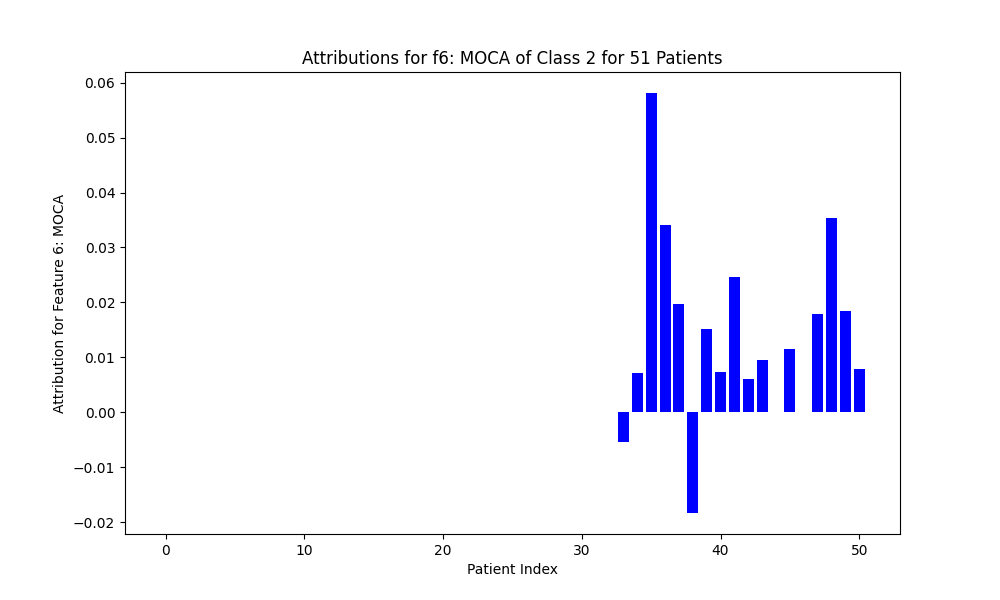 Attributions for f6: MOCA of Class 2 for 51 Patients
Attribution for Feature 6: MOCA
0.06
0.05
0.04
0.03
0.02
0.01
0.00
−0.01
−0.02
0 10 20 30 40 50
Patient Index